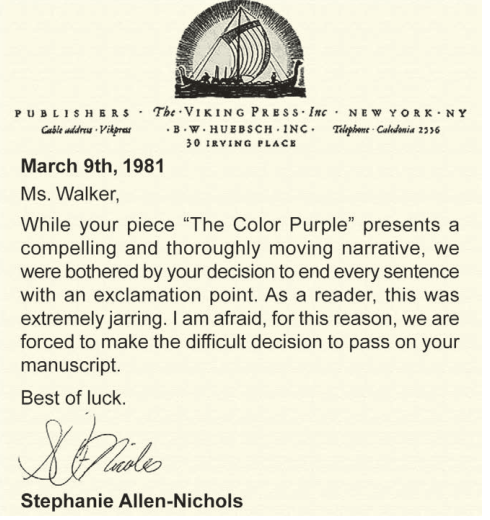 PUBLISHERS · The · VIKING PRESS · Inc · NEW YORK · NY
Cable address · Vikpress · B · W · HUEBSCH · INC · Telephone · Caledonia 2536
30 IRVING PLACE
March 9th, 1981
Ms. Walker,
While your piece “The Color Purple” presents a
compelling and thoroughly moving narrative, we
were bothered by your decision to end every sentence
with an exclamation point. As a reader, this was
extremely jarring. I am afraid, for this reason, we are
forced to make the difficult decision to pass on your
manuscript.
Best of luck.
Stephanie Allen-Nichols